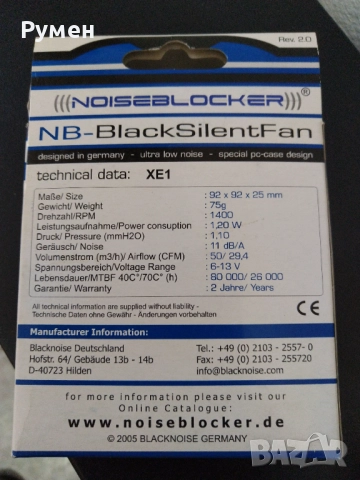 Румен
Rev. 2.0
(((NOISEBLOCKER)))®
NB-BlackSilentFan
designed in germany - ultra low noise - special pc-case design
technical data: XE1
Maße/ Size : 92 x 92 x 25 mm
Gewicht/ Weight : 75g
Drehzahl/RPM : 1400
Leistungsaufnahme/Power consuption : 1,20 W
Druck/ Pressure (mmH2O) : 1,10
Geräusch/ Noise : 11 dB/A
Volumenstrom (m3/h)/ Airflow (CFM) : 50/ 29,4
Spannungsbereich/Voltage Range : 6-13 V
Lebensdauer/MTBF 40C°/70C° (h) : 80 000/ 26 000
Garantie/ Warranty : 2 Jahre/ Years
All technical information are supplied without liability -
Technische Daten ohne Gewähr - Änderungen vorbehalten.
CE
Manufacturer Information:
Blacknoise Deutschland
Hofstr. 64/ Gebäude 13b - 14b
D-40723 Hilden
Tel.: +49 (0) 2103 - 2557- 0
Fax: +49 (0) 2103 - 255720
info@blacknoise.com
for more information please visit our
Online Catalogue:
www.noiseblocker.de
© 2005 BLACKNOISE GERMANY
bazar